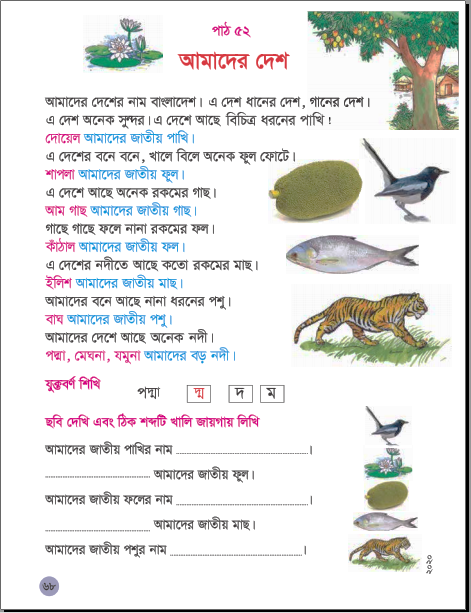 পাঠ ৫২
আমাদের দেশ
আমাদের দেশের নাম বাংলাদেশ। এ দেশ ধানের দেশ, গানের দেশ।
এ দেশ অনেক সুন্দর। এ দেশে আছে বিচিত্র ধরনের পাখি!
দোয়েল আমাদের জাতীয় পাখি।
এ দেশের বনে বনে, খালে বিলে অনেক ফুল ফোটে।
শাপলা আমাদের জাতীয় ফুল।
এ দেশে আছে অনেক রকমের গাছ।
আম গাছ আমাদের জাতীয় গাছ।
গাছে গাছে ফলে নানা রকমের ফল।
কাঁঠাল আমাদের জাতীয় ফল।
এ দেশের নদীতে আছে কতো রকমের মাছ।
ইলিশ আমাদের জাতীয় মাছ।
আমাদের বনে আছে নানা ধরনের পশু।
বাঘ আমাদের জাতীয় পশু।
আমাদের দেশে আছে অনেক নদী।
পদ্মা, মেঘনা, যমুনা আমাদের বড় নদী।
যুক্তবর্ণ শিখি
পদ্মা দ্ম দ ম
ছবি দেখি এবং ঠিক শব্দটি খালি জায়গায় লিখি
আমাদের জাতীয় পাখির নাম ........................................ ।
........................................ আমাদের জাতীয় ফুল।
আমাদের জাতীয় ফলের নাম ........................................ ।
........................................ আমাদের জাতীয় মাছ।
আমাদের জাতীয় পশুর নাম ........................................ ।
৬৮
২০২০